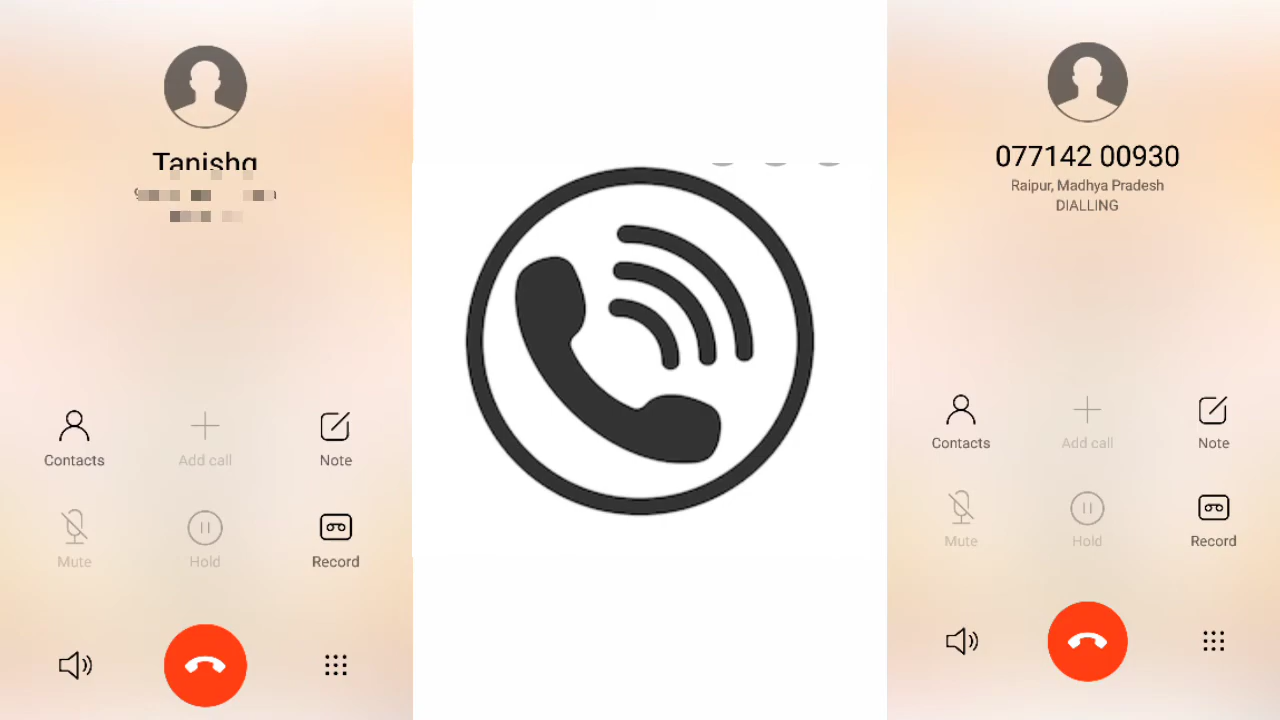 Tanishq
Contacts
Add call
Note
Mute
Hold
Record
077142 00930
Raipur, Madhya Pradesh
DIALLING
Contacts
Add call
Note
Mute
Hold
Record